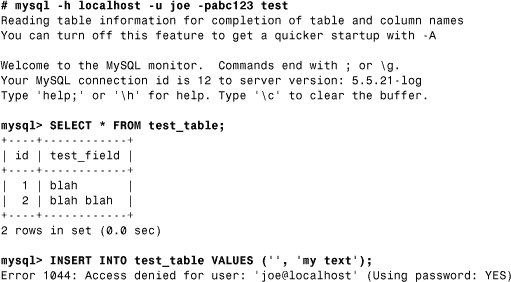 # mysql -h localhost -u joe -pabc123 test
Reading table information for completion of table and column names
You can turn off this feature to get a quicker startup with -A

Welcome to the MySQL monitor.  Commands end with ; or \g.
Your MySQL connection id is 12 to server version: 5.5.21-log
Type 'help;' or '\h' for help. Type '\c' to clear the buffer.

mysql> SELECT * FROM test_table;
+----+------------+
| id | test_field |
+----+------------+
|  1 | blah       |
|  2 | blah blah  |
+----+------------+
2 rows in set (0.0 sec)

mysql> INSERT INTO test_table VALUES ('', 'my text');
Error 1044: Access denied for user: 'joe@localhost' (Using password: YES)